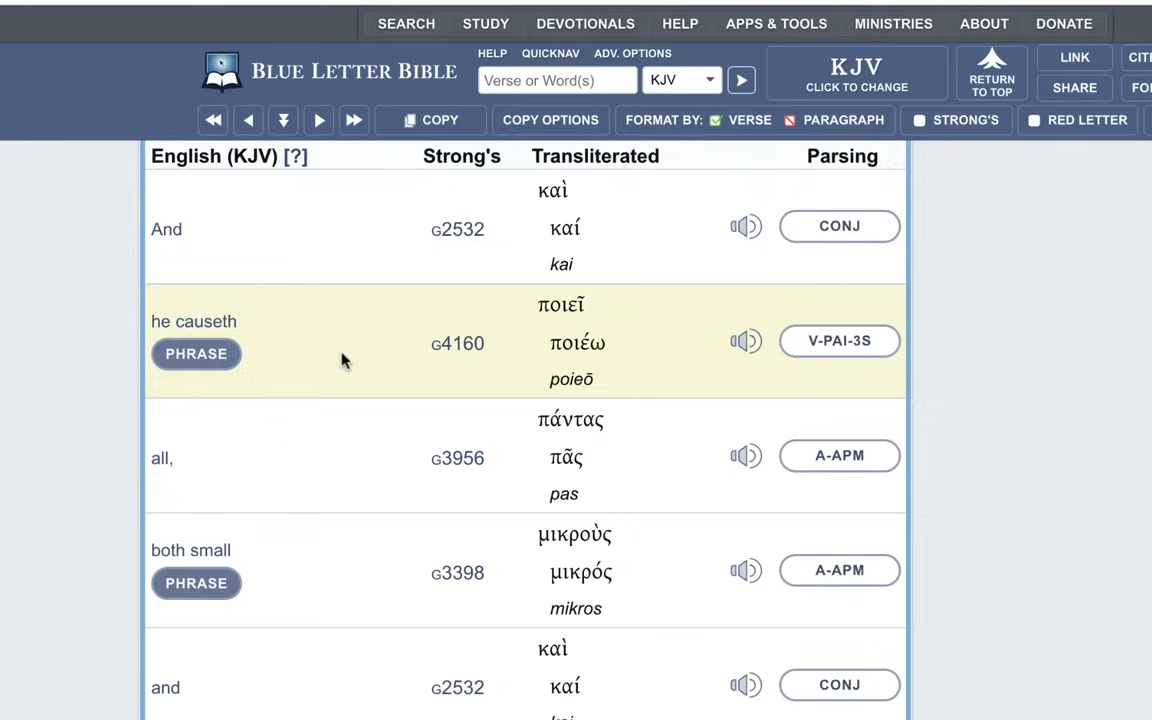 SEARCH STUDY DEVOTIONALS HELP APPS & TOOLS MINISTRIES ABOUT DONATE
BLUE LETTER BIBLE
HELP QUICKNAV ADV. OPTIONS
Verse or Word(s) KJV
KJV
CLICK TO CHANGE
RETURN
TO TOP
LINK
SHARE
COPY COPY OPTIONS FORMAT BY: VERSE PARAGRAPH STRONG'S RED LETTER
English (KJV) [?] Strong's Transliterated Parsing
καὶ
And G2532 καί CONJ
kai
ποιεῖ
he causeth
PHRASE G4160 ποιέω V-PAI-3S
poieō
πάντας
all, G3956 πᾶς A-APM
pas
μικροὺς
both small
PHRASE G3398 μικρός A-APM
mikros
καὶ
and G2532 καί CONJ